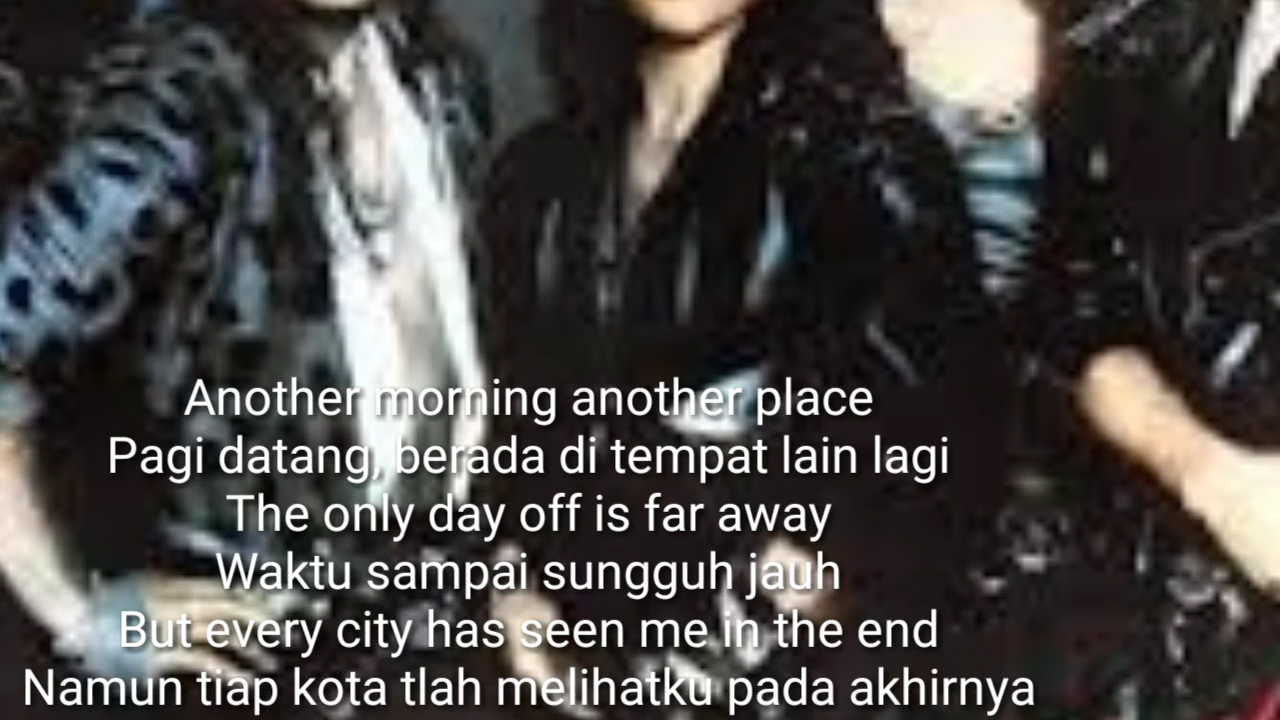 Another morning another place
Pagi datang, berada di tempat lain lagi
The only day off is far away
Waktu sampai sungguh jauh
But every city has seen me in the end
Namun tiap kota tlah melihatku pada akhirnya